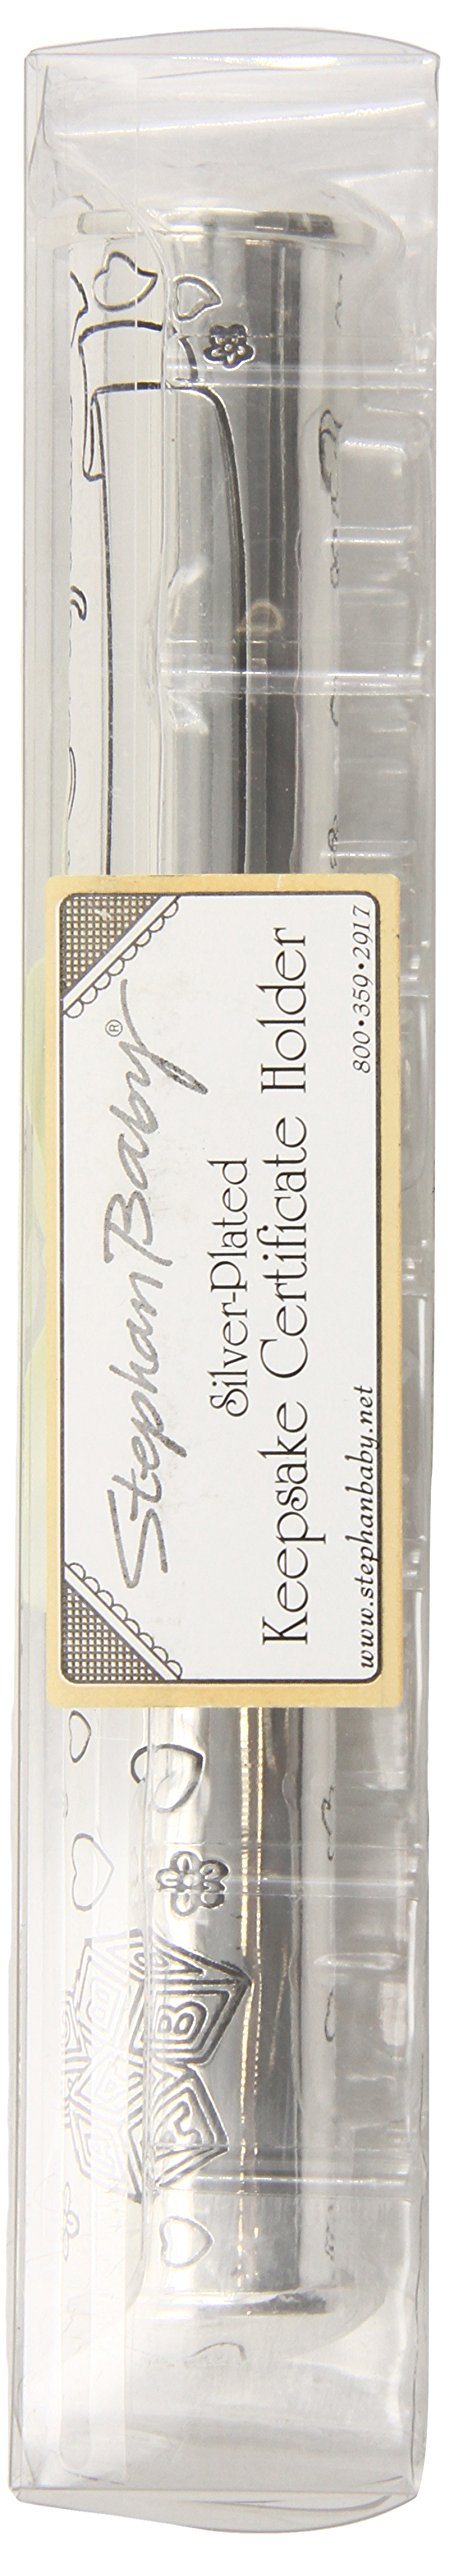 Stephan Baby®
Silver-Plated
Keepsake Certificate Holder
www.stephanbaby.net
800•359•2917
B